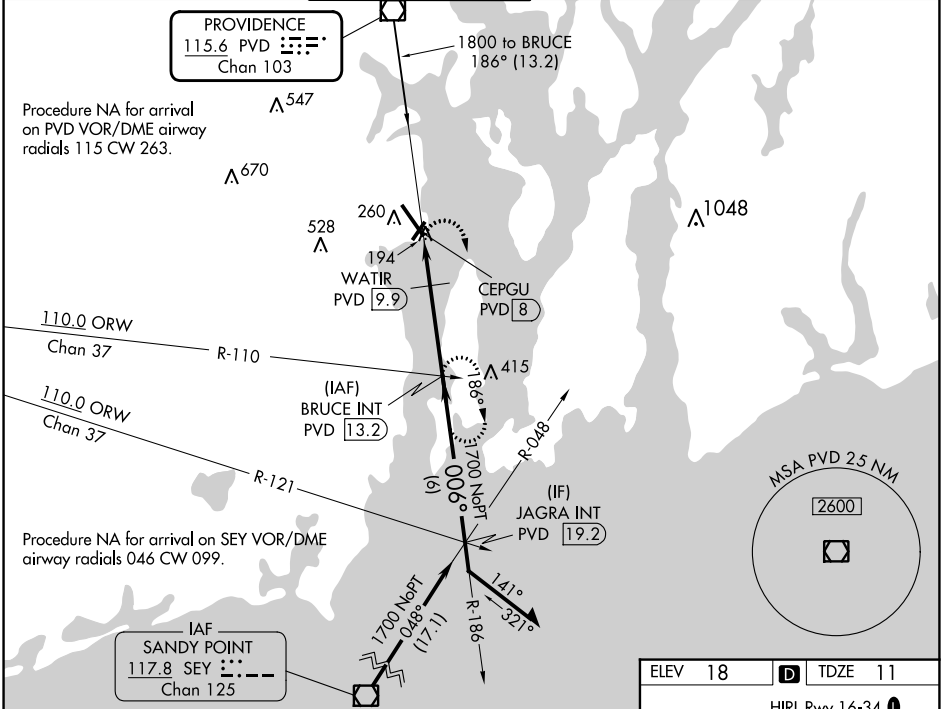 PROVIDENCE
115.6 PVD
Chan 103
1800 to BRUCE
186° (13.2)
547
Procedure NA for arrival
on PVD VOR/DME airway
radials 115 CW 263.
670
260
528
1048
194
WATIR
PVD 9.9
CEPGU
PVD 8
110.0 ORW
Chan 37
R-110
(IAF)
BRUCE INT
PVD 13.2
415
186°
110.0 ORW
Chan 37
R-121
1700 NoPT
006°
(6)
R-048
(IF)
JAGRA INT
PVD 19.2
MSA PVD 25 NM
2600
Procedure NA for arrival on SEY VOR/DME
airway radials 046 CW 099.
1700 NoPT
048°
(17.1)
141°
321°
R-186
IAF
SANDY POINT
117.8 SEY
Chan 125
ELEV 18 D TDZE 11
HIRL Rwy 16-34 L